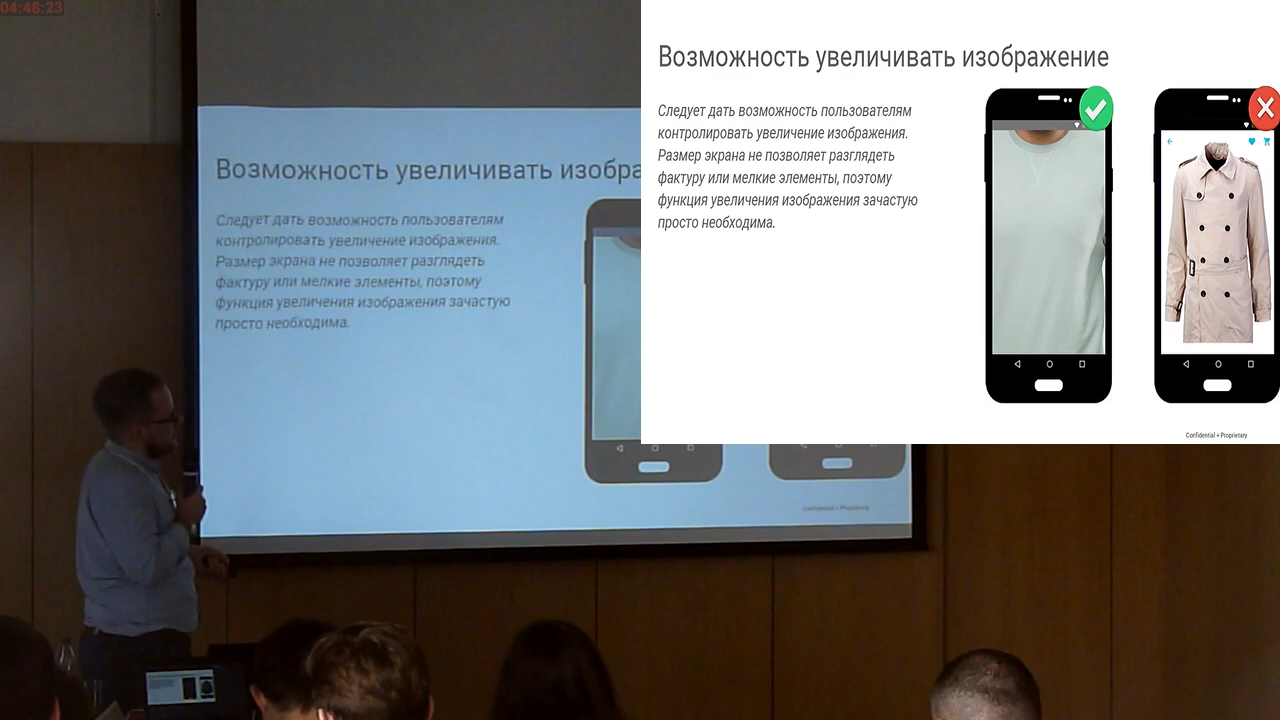 04:48:23
Возможность увеличивать изобра
Следует дать возможность пользователям
контролировать увеличение изображения.
Размер экрана не позволяет разглядеть
фактуру или мелкие элементы, поэтому
функция увеличения изображения зачастую
просто необходима.
Confidential + Proprietary
Возможность увеличивать изображение
Следует дать возможность пользователям
контролировать увеличение изображения.
Размер экрана не позволяет разглядеть
фактуру или мелкие элементы, поэтому
функция увеличения изображения зачастую
просто необходима.
Confidential + Proprietary